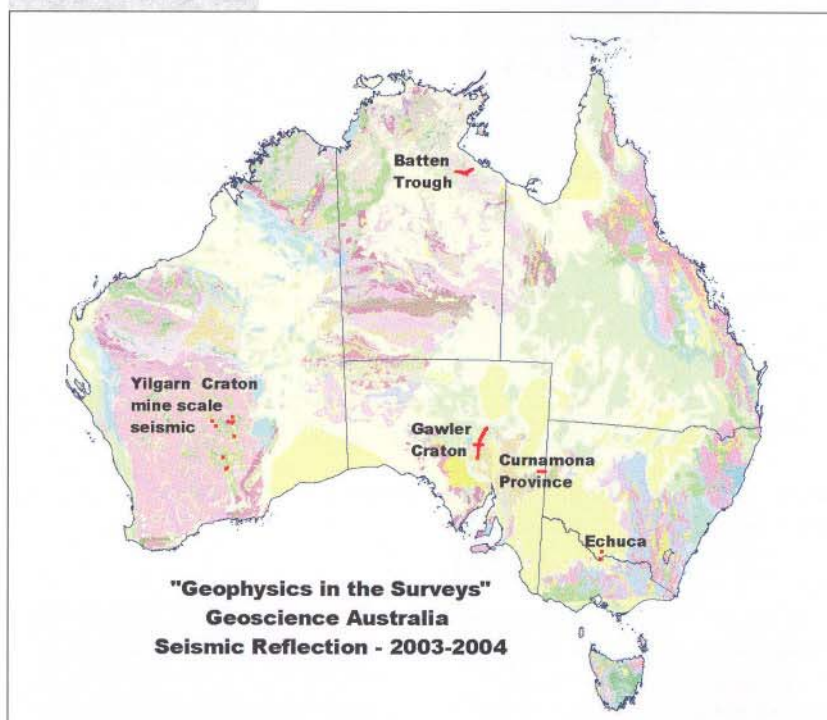 Batten
Trough
Yilgarn Craton
mine scale
seismic
Gawler
Craton
Curnamona
Province
Echuca
"Geophysics in the Surveys"
Geoscience Australia
Seismic Reflection - 2003-2004